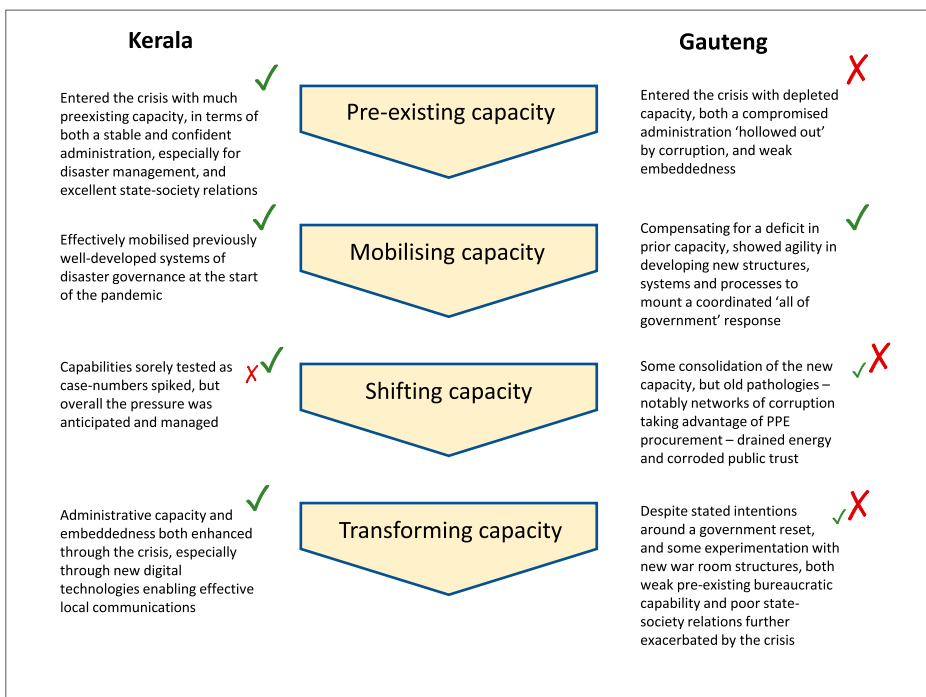 Kerala
Gauteng
Entered the crisis with much
preexisting capacity, in terms of
both a stable and confident
administration, especially for
disaster management, and
excellent state-society relations
Pre-existing capacity
Entered the crisis with depleted
capacity, both a compromised
administration ‘hollowed out’
by corruption, and weak
embeddedness
Effectively mobilised previously
well-developed systems of
disaster governance at the start
of the pandemic
Mobilising capacity
Compensating for a deficit in
prior capacity, showed agility in
developing new structures,
systems and processes to
mount a coordinated ‘all of
government’ response
Capabilities sorely tested as
case-numbers spiked, but
overall the pressure was
anticipated and managed
Shifting capacity
Some consolidation of the new
capacity, but old pathologies –
notably networks of corruption
taking advantage of PPE
procurement – drained energy
and corroded public trust
Administrative capacity and
embeddedness both enhanced
through the crisis, especially
through new digital
technologies enabling effective
local communications
Transforming capacity
Despite stated intentions
around a government reset,
and some experimentation with
new war room structures, both
weak pre-existing bureaucratic
capability and poor state-
society relations further
exacerbated by the crisis